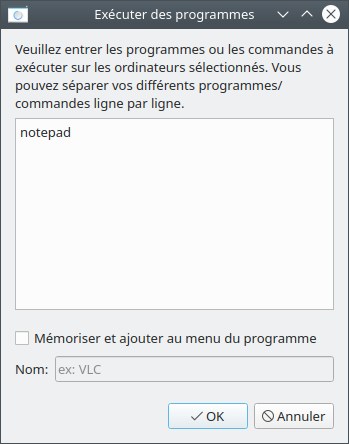 Exécuter des programmes
Veuillez entrer les programmes ou les commandes à
exécuter sur les ordinateurs sélectionnés. Vous
pouvez séparer vos différents programmes/
commandes ligne par ligne.
notepad
Mémoriser et ajouter au menu du programme
Nom:
ex: VLC
OK
Annuler